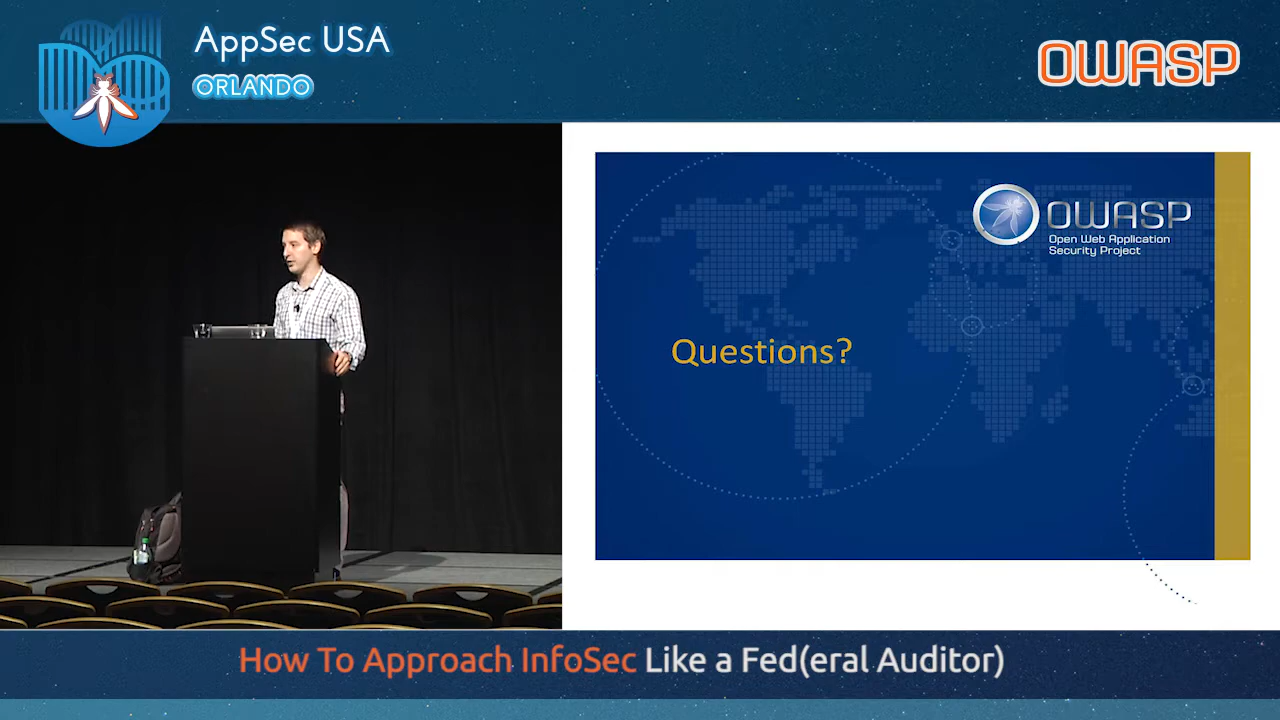 AppSec USA
ORLANDO
OWASP
OWASP
Open Web Application
Security Project
Questions?
How To Approach InfoSec Like a Fed(eral Auditor)